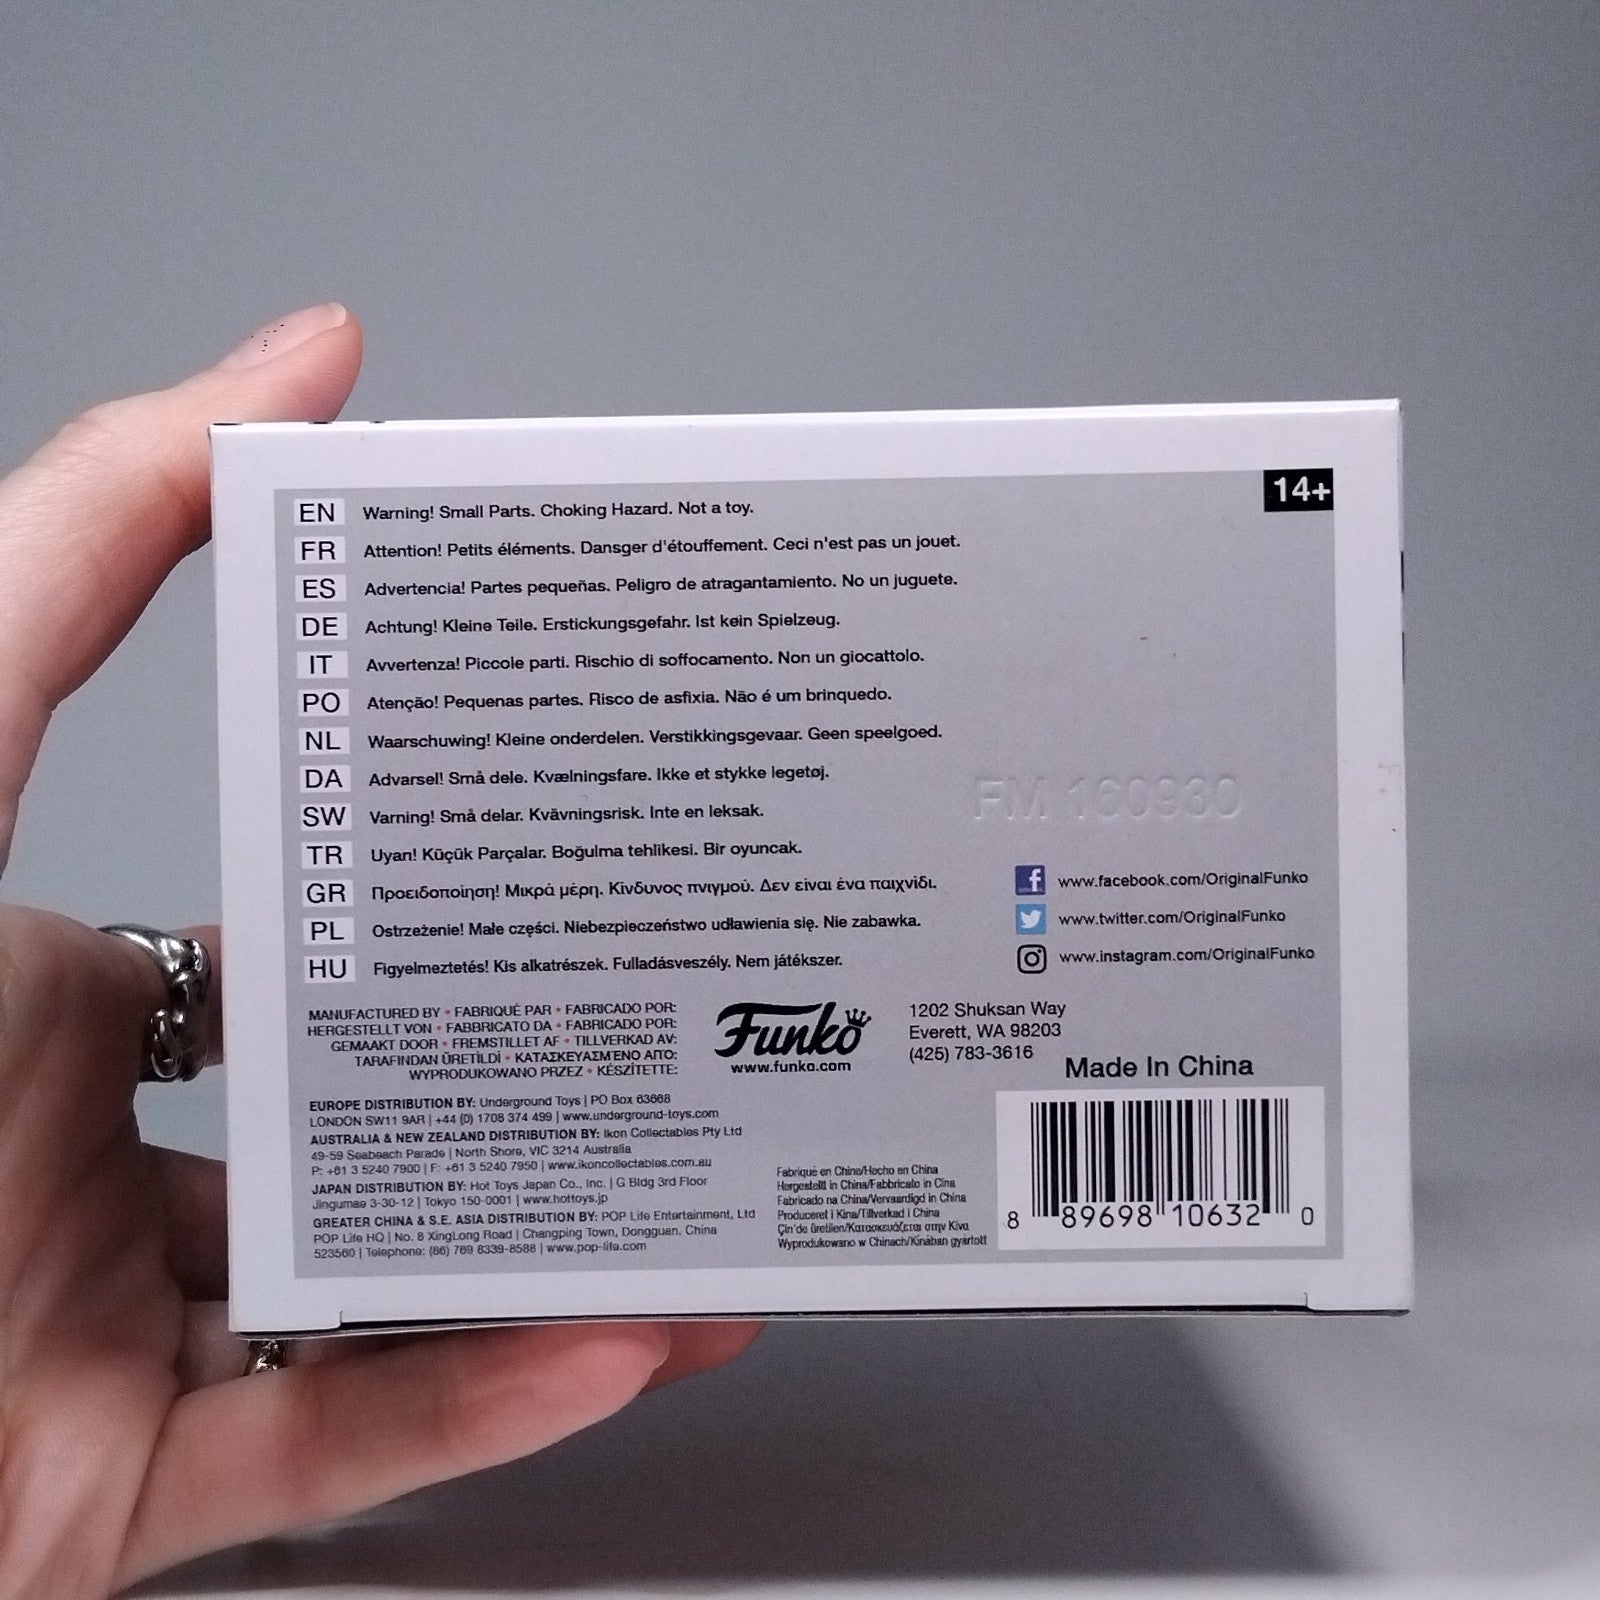 14+
EN Warning! Small Parts. Choking Hazard. Not a toy.
FR Attention! Petits éléments. Dansger d'étouffement. Ceci n'est pas un jouet.
ES Advertencia! Partes pequeñas. Peligro de atragantamiento. No un juguete.
DE Achtung! Kleine Teile. Erstickungsgefahr. Ist kein Spielzeug.
IT Avvertenza! Piccole parti. Rischio di soffocamento. Non un giocattolo.
PO Atenção! Pequenas partes. Risco de asfixia. Não é um brinquedo.
NL Waarschuwing! Kleine onderdelen. Verstikkingsgevaar. Geen speelgoed.
DA Advarsel! Små dele. Kvælningsfare. Ikke et stykke legetøj.
SW Varning! Små delar. Kvävningsrisk. Inte en leksak.
TR Uyan! Küçük Parçalar. Boğulma tehlikesi. Bir oyuncak.
GR Προειδοποίηση! Μικρά μέρη. Κίνδυνος πνιγμού. Δεν είναι ένα παιχνίδι.
PL Ostrzeżenie! Małe części. Niebezpieczeństwo udławienia się. Nie zabawka.
HU Figyelmeztetés! Kis alkatrészek. Fulladásveszély. Nem játékszer.
FM 160930
www.facebook.com/OriginalFunko
www.twitter.com/OriginalFunko
www.instagram.com/OriginalFunko
MANUFACTURED BY • FABRIQUÉ PAR • FABRICADO POR:
HERGESTELLT VON • FABBRICATO DA • FABRICADO POR:
GEMAAKT DOOR • FREMSTILLET AF • TILLVERKAD AV:
TARAFINDAN ÜRETİLDİ • ΚΑΤΑΣΚΕΥΑΣΜΈΝΟ ΑΠΌ:
WYPRODUKOWANO PRZEZ • KÉSZÍTETTE:
Funko
www.funko.com
1202 Shuksan Way
Everett, WA 98203
(425) 783-3616
Made In China
EUROPE DISTRIBUTION BY: Underground Toys | PO Box 63668
LONDON SW11 9AR | +44 (0) 1708 374 499 | www.underground-toys.com
AUSTRALIA & NEW ZEALAND DISTRIBUTION BY: Ikon Collectables Pty Ltd
49-59 Seabeach Parade | North Shore, VIC 3214 Australia
P: +61 3 5240 7900 | F: +61 3 5240 7950 | www.ikoncollectables.com.au
JAPAN DISTRIBUTION BY: Hot Toys Japan Co., Inc. | G Bldg 3rd Floor
Jingumae 3-30-12 | Tokyo 150-0001 | www.hottoys.jp
GREATER CHINA & S.E. ASIA DISTRIBUTION BY: POP Life Entertainment, Ltd
POP Life HQ | No. 8 XingLong Road | Changping Town, Dongguan, China
523560 | Telephone: (86) 769 8339-8588 | www.pop-life.com
Fabriqué en Chine/Hecho en China
Hergestellt in China/Fabbricato in Cina
Fabricado na China/Vervaardigd in China
Produceret i Kina/Tillverkad i China
Çin'de üretilen/Κατασκευάζεται στην Κίνα
Wyprodukowano w Chinach/Kínában gyártott
8 89698 10632 0